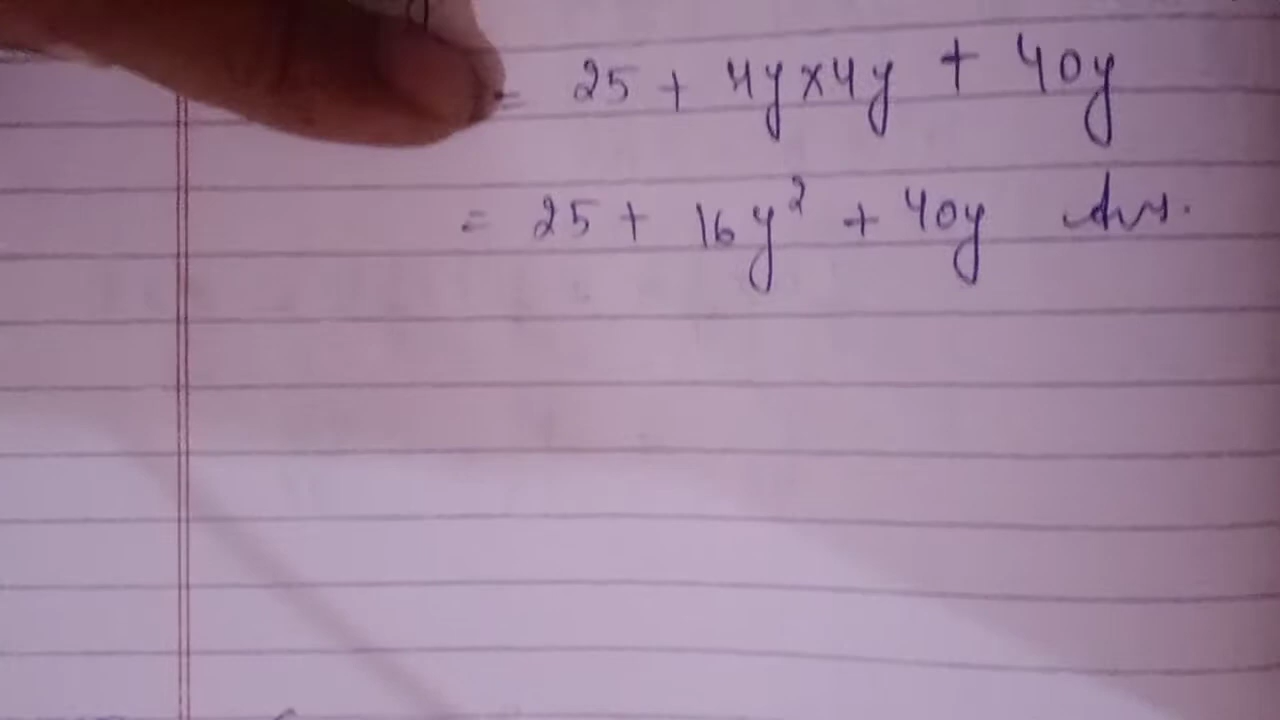 = 25 + 4y×4y + 40y
= 25 + 16y² + 40y Ans.